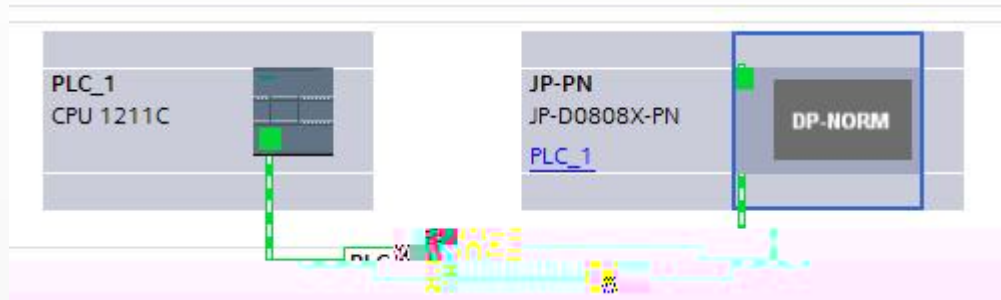 PLC_1
CPU 1211C
JP-PN
JP-D0808X-PN
PLC_1
DP-NORM